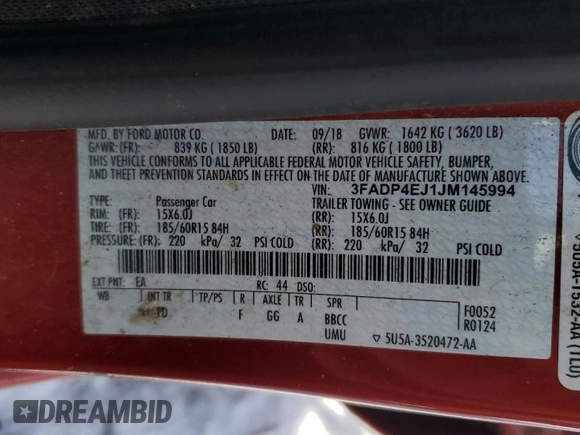 MFD. BY FORD MOTOR CO. DATE: 09/18 GVWR: 1642 KG ( 3620 LB)
GAWR: (FR): 839 KG ( 1850 LB) (RR): 816 KG ( 1800 LB)
THIS VEHICLE CONFORMS TO ALL APPLICABLE FEDERAL MOTOR VEHICLE SAFETY, BUMPER,
AND THEFT PREVENTION STANDARDS IN EFFECT ON THE DATE OF MANUFACTURE SHOWN ABOVE.
VIN: 3FADP4EJ1JM145994
TYPE: Passenger Car TRAILER TOWING - SEE OWNER GUIDE
RIM: (FR): 15X6.0J (RR): 15X6.0J
TIRE: (FR): 185/60R15 84H (RR): 185/60R15 84H
PRESSURE: (FR): 220 kPa/ 32 PSI COLD (RR): 220 kPa/ 32 PSI COLD
EXT PNT: EA RC: 44 DSO:
WB INT TR TP/PS R AXLE TR SPR
PD F GG A BBCC
UMU
F0052
R0124
▽ 5U5A-3520472-AA
DREAMBID